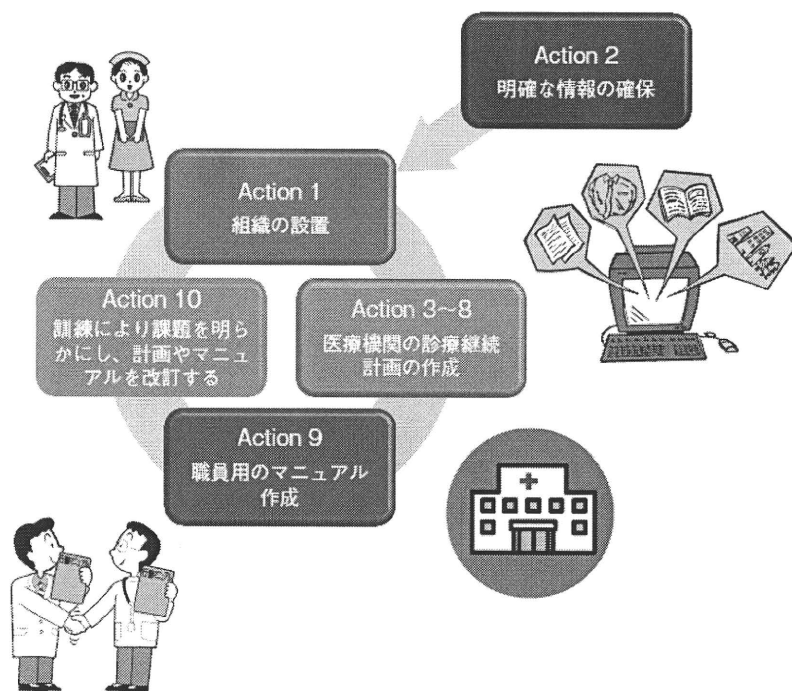 Action 2
明確な情報の確保
Action 1
組織の設置
Action 10
訓練により課題を明ら
かにし、計画やマニュ
アルを改訂する
Action 3~8
医療機関の診療継続
計画の作成
Action 9
職員用のマニュアル
作成